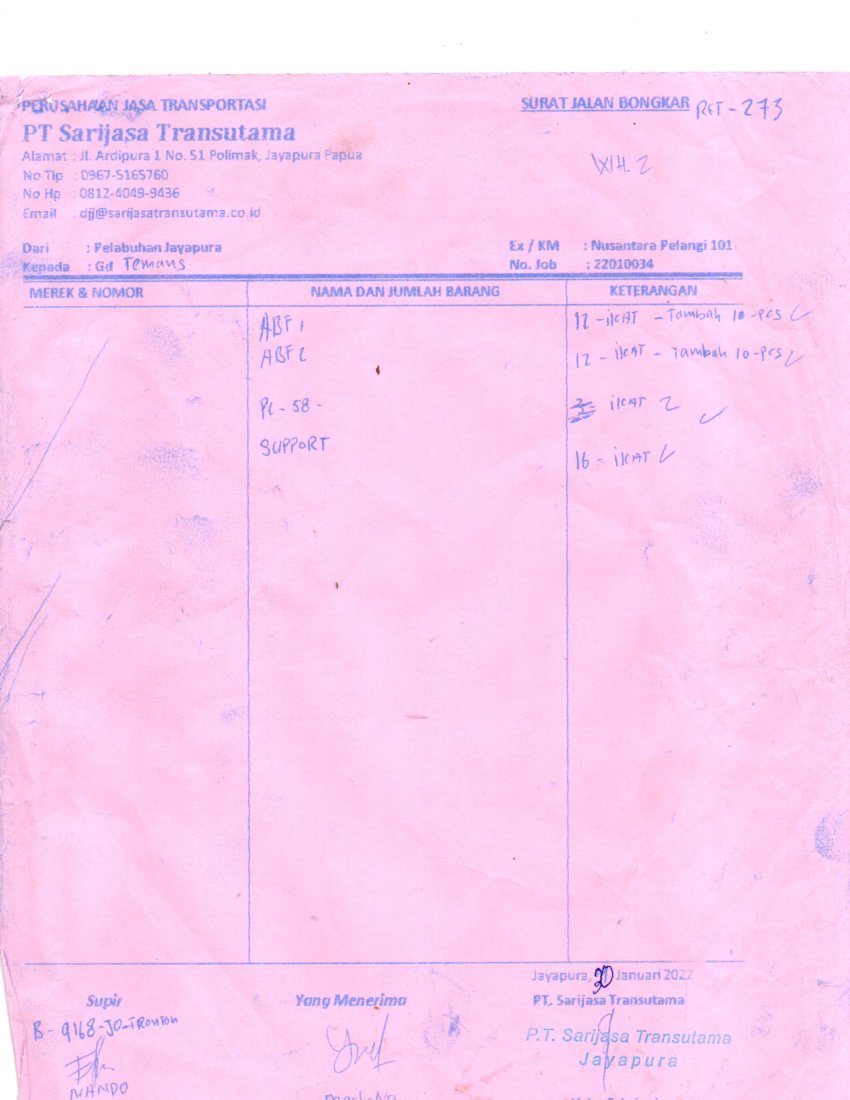 PERUSAHAAN JASA TRANSPORTASI
SURAT JALAN BONGKAR RET-273
PT Sarijasa Transutama
Alamat : Jl. Ardipura 1 No. 51 Polimak, Jayapura Papua
WH. 2
No Tlp : 0967-5165760
No Hp : 0812-4049-9436
Email : djj@sarijasatransutama.co.id
Dari : Pelabuhan Jayapura
Ex / KM : Nusantara Pelangi 101
Kepada : Gd Temans
No. Job : 22010034
MEREK & NOMOR NAMA DAN JUMLAH BARANG KETERANGAN
ABF 1 12 - iKAT - Tambah 10 -PCS
ABF 2 12 - iKAT - Tambah 10 -PCS
PC - 58 - iKAT 2
SUPPORT 16 - iKAT
Jayapura, 20 Januari 2022
Supir Yang Menerima PT. Sarijasa Transutama
B - 9168 - JO - TRONTON
P.T. Sarijasa Transutama
Jayapura
NANDO